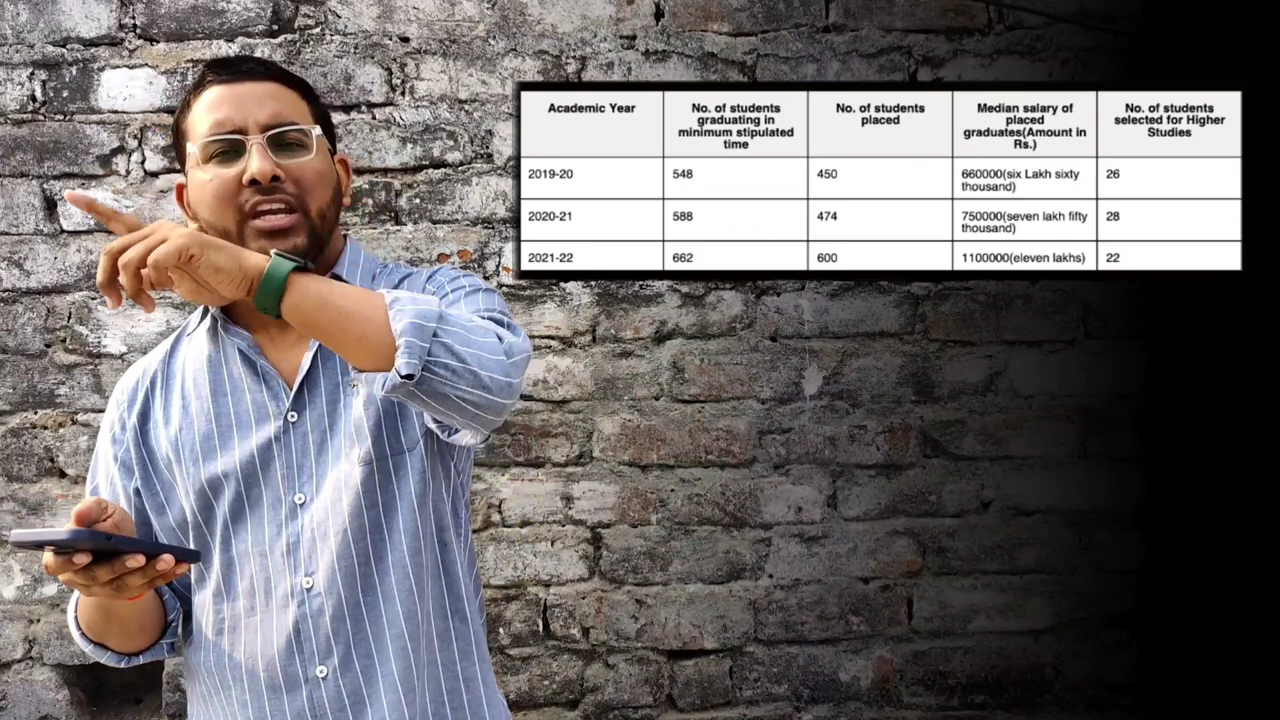 Academic Year
No. of students
graduating in
minimum stipulated
time
No. of students
placed
Median salary of
placed
graduates(Amount in
Rs.)
No. of students
selected for Higher
Studies
2019-20
548
450
660000(six Lakh sixty
thousand)
26
2020-21
588
474
750000(seven lakh fifty
thousand)
28
2021-22
662
600
1100000(eleven lakhs)
22